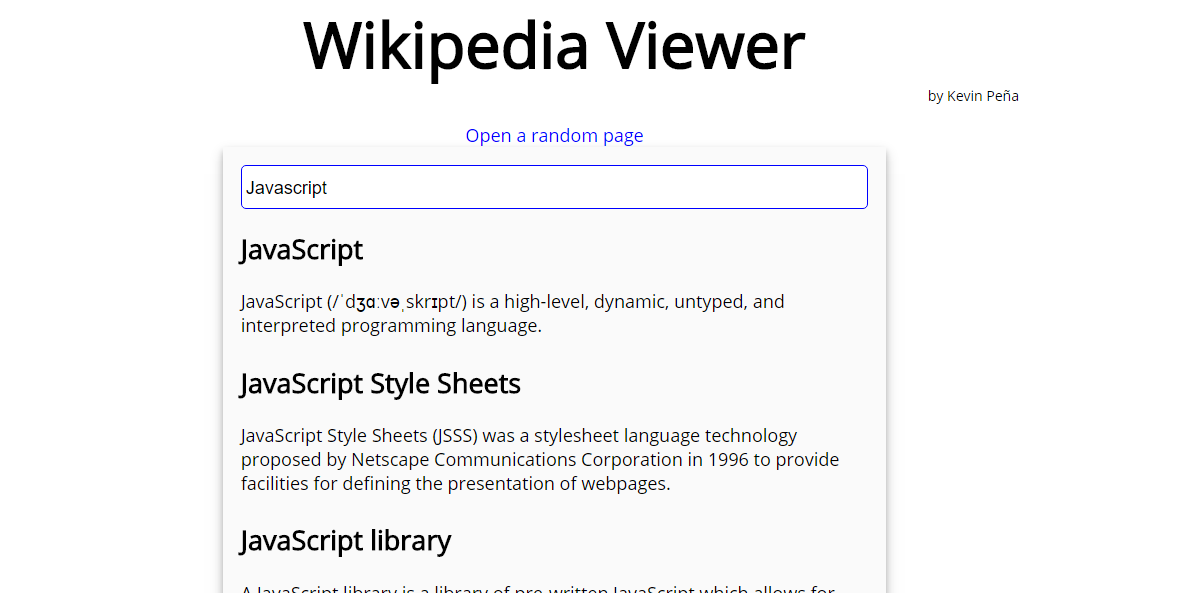 Wikipedia Viewer
by Kevin Peña
Open a random page
Javascript
JavaScript
JavaScript (/ˈdʒɑːvəˌskrɪpt/) is a high-level, dynamic, untyped, and
interpreted programming language.
JavaScript Style Sheets
JavaScript Style Sheets (JSSS) was a stylesheet language technology
proposed by Netscape Communications Corporation in 1996 to provide
facilities for defining the presentation of webpages.
JavaScript library
A JavaScript library is a library of pre-written JavaScript which allows for